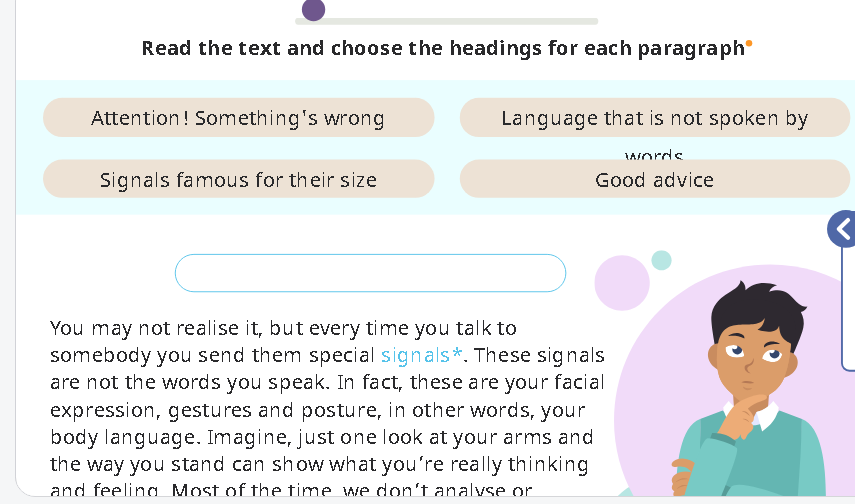 Read the text and choose the headings for each paragraph
Attention! Something's wrong
Language that is not spoken by
words
Signals famous for their size
Good advice
You may not realise it, but every time you talk to
somebody you send them special signals*. These signals
are not the words you speak. In fact, these are your facial
expression, gestures and posture, in other words, your
body language. Imagine, just one look at your arms and
the way you stand can show what you’re really thinking
and feeling. Most of the time, we don’t analyse or